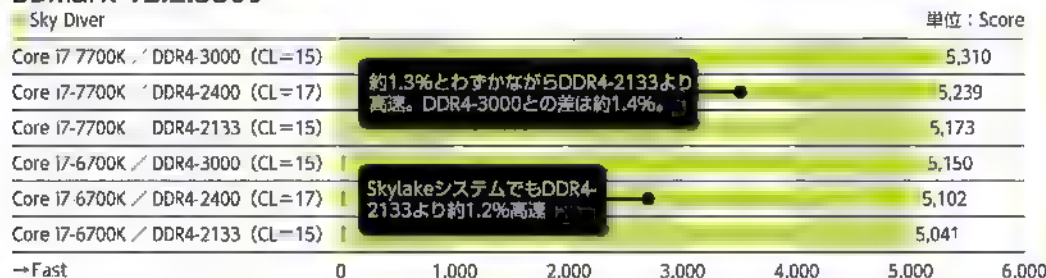 Sky Diver
単位：Score
Core i7 7700K / DDR4-3000 (CL=15) 5,310
約1.3%とわずかながらDDR4-2133より
高速。DDR4-3000との差は約1.4%。
Core i7-7700K / DDR4-2400 (CL=17) 5,239
Core i7-7700K DDR4-2133 (CL=15) 5,173
Core i7-6700K / DDR4-3000 (CL=15) 5,150
SkylakeシステムでもDDR4-
2133より約1.2%高速
Core i7 6700K / DDR4-2400 (CL=17) 5,102
Core i7-6700K / DDR4-2133 (CL=15) 5,041
→Fast 0 1,000 2,000 3,000 4,000 5,000 6,000